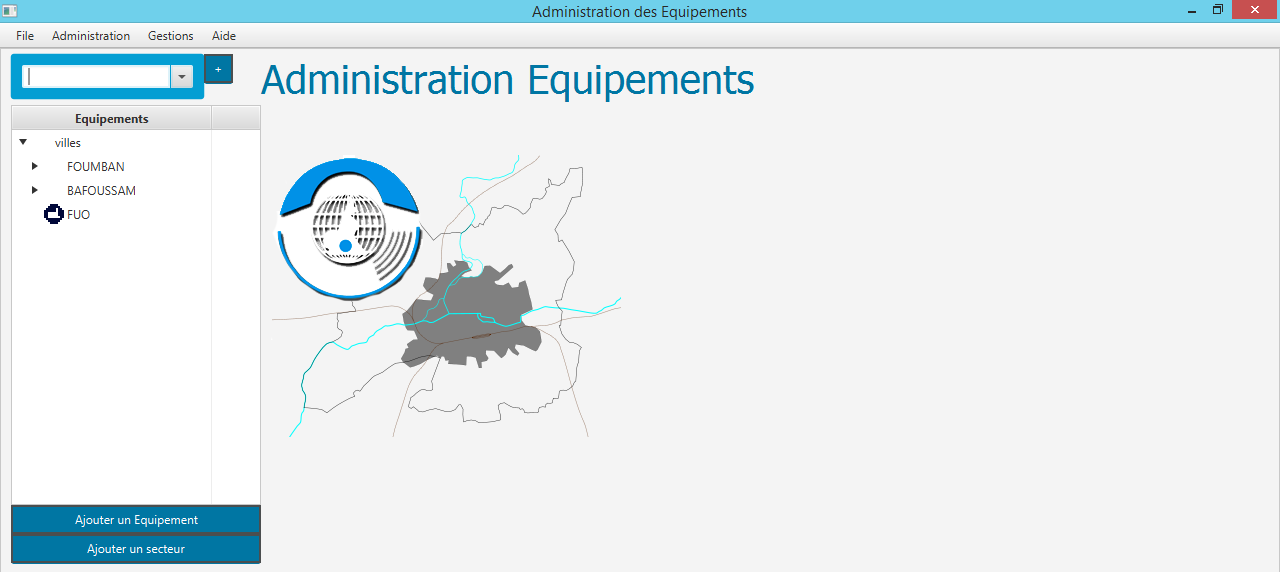 Administration des Equipements
File Administration Gestions Aide
+
Administration Equipements
Equipements
villes
FOUMBAN
BAFOUSSAM
FUO
Ajouter un Equipement
Ajouter un secteur